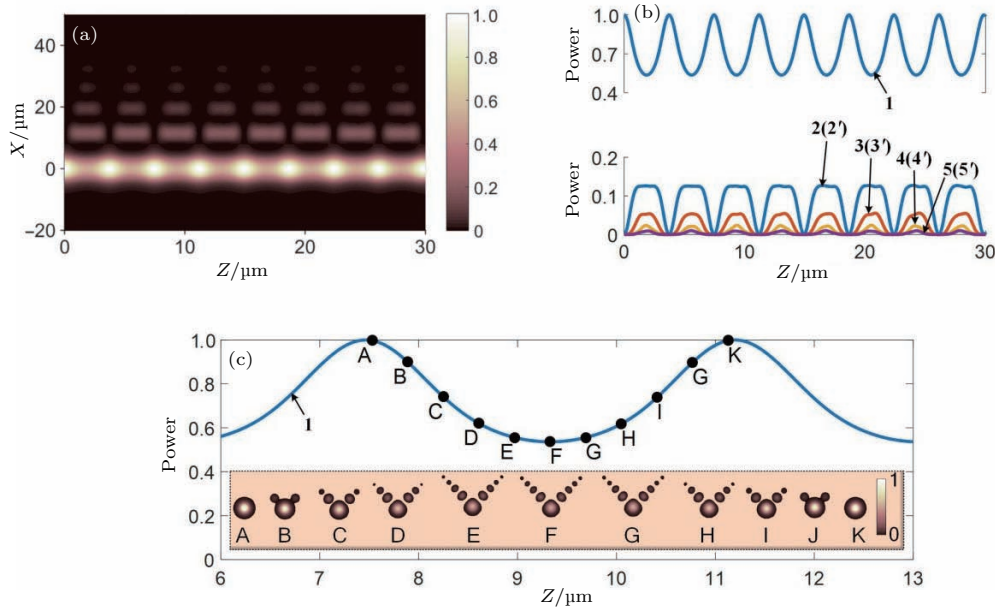 (a)
1.0
0.8
0.6
0.4
0.2
0
40
20
0
−20
X/µm
0
10
20
30
Z/µm
(b)
1.0
0.7
0.4
Power
1
0.2
0.1
0
Power
2(2′)
3(3′)
4(4′)
5(5′)
0
10
20
30
Z/µm
(c)
1.0
0.8
0.6
0.4
0.2
0
Power
1
A
B
C
D
E
F
G
H
I
G
K
A B C D E F G H I J K
1
0
6 7 8 9 10 11 12 13
Z/µm